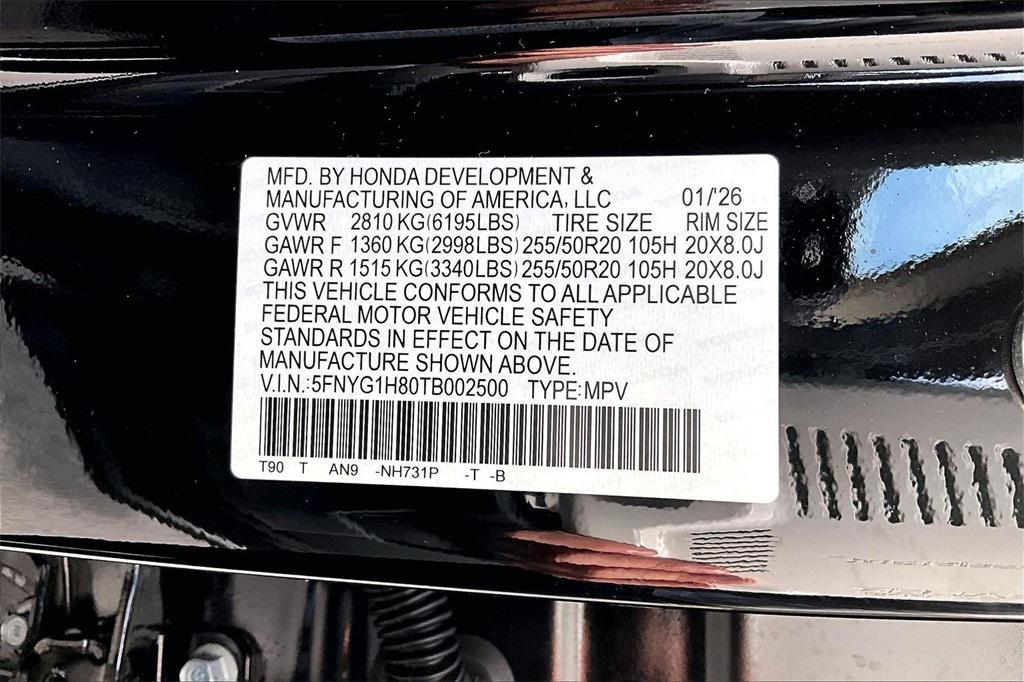 MFD. BY HONDA DEVELOPMENT &
MANUFACTURING OF AMERICA, LLC 01/'26
GVWR 2810 KG(6195LBS) TIRE SIZE RIM SIZE
GAWR F 1360 KG(2998LBS) 255/50R20 105H 20X8.0J
GAWR R 1515 KG(3340LBS) 255/50R20 105H 20X8.0J
THIS VEHICLE CONFORMS TO ALL APPLICABLE
FEDERAL MOTOR VEHICLE SAFETY
STANDARDS IN EFFECT ON THE DATE OF
MANUFACTURE SHOWN ABOVE.
V.I.N.:5FNYG1H80TB002500 TYPE:MPV
T90 T AN9 -NH731P -T -B